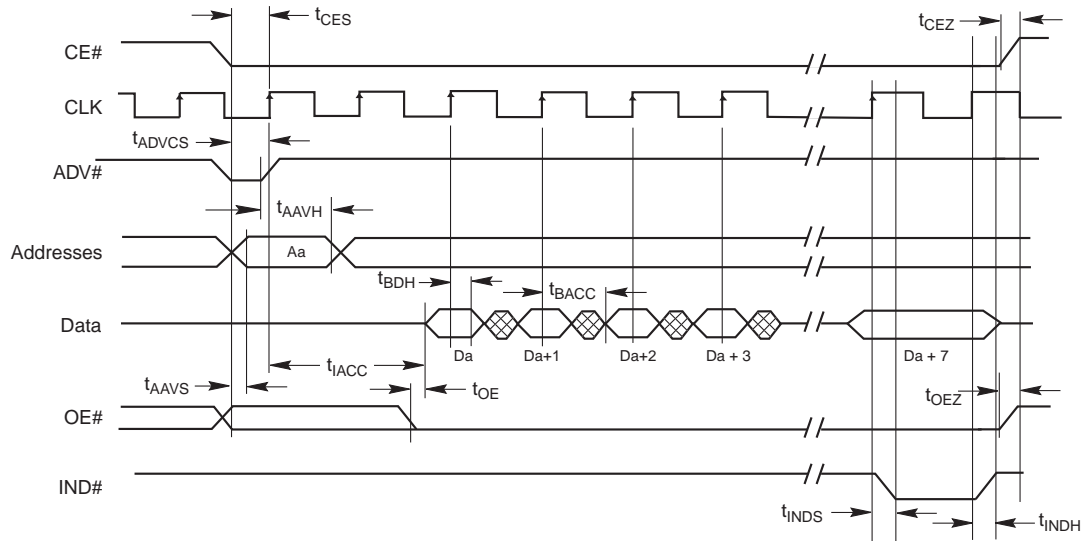 tCES
tCEZ
CE#
CLK
tADVCS
ADV#
tAAVH
Addresses
Aa
tBDH
tBACC
Data
Da
Da+1
Da+2
Da + 3
Da + 7
tIACC
tAAVS
tOE
tOEZ
OE#
IND#
tINDS
tINDH